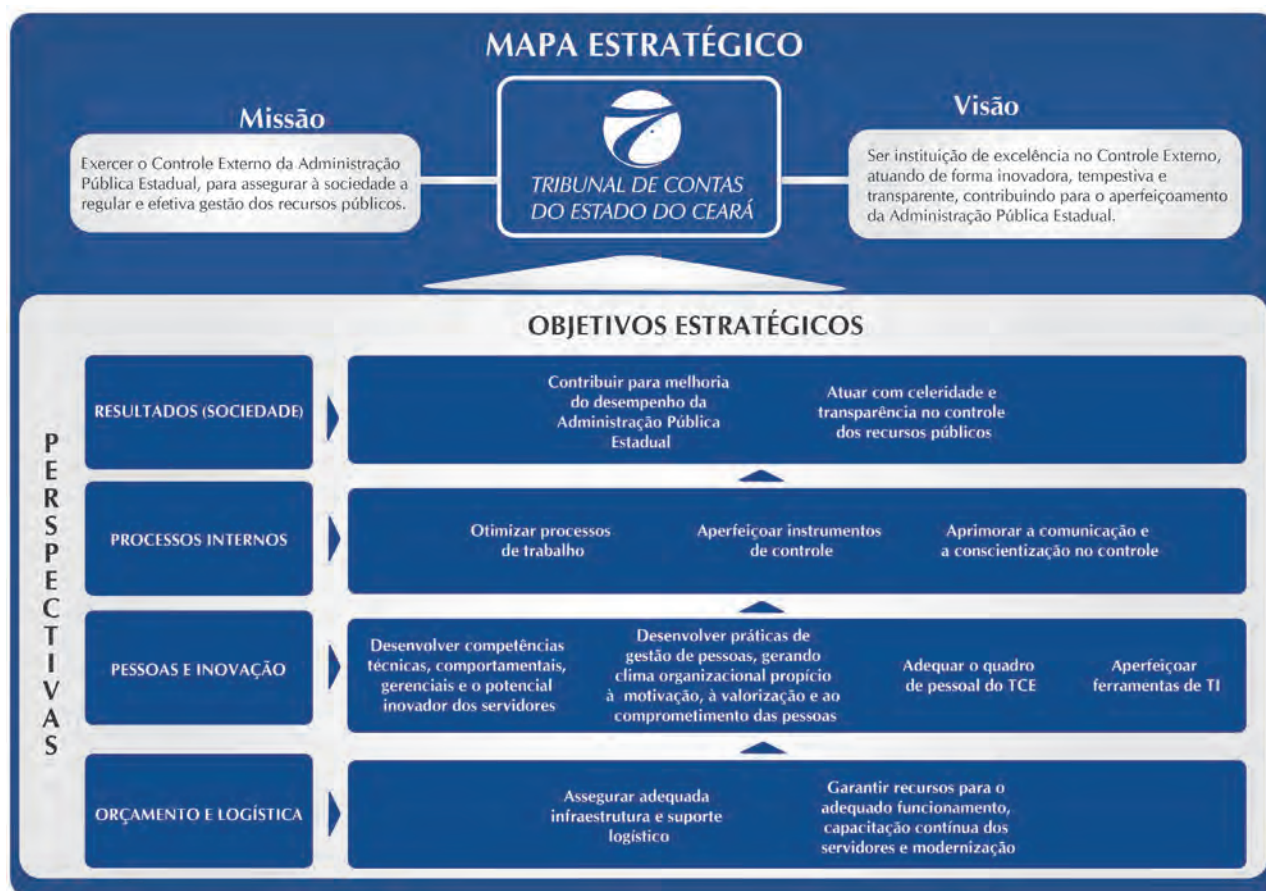 MAPA ESTRATÉGICO
Missão
Exercer o Controle Externo da Administração
Pública Estadual, para assegurar à sociedade a
regular e efetiva gestão dos recursos públicos.
TRIBUNAL DE CONTAS
DO ESTADO DO CEARÁ
Visão
Ser instituição de excelência no Controle Externo,
atuando de forma inovadora, tempestiva e
transparente, contribuindo para o aperfeiçoamento
da Administração Pública Estadual.
OBJETIVOS ESTRATÉGICOS
PERSPECTIVAS
RESULTADOS (SOCIEDADE)
Contribuir para melhoria
do desempenho da
Administração Pública
Estadual
Atuar com celeridade e
transparência no controle
dos recursos públicos
PROCESSOS INTERNOS
Otimizar processos
de trabalho
Aperfeiçoar instrumentos
de controle
Aprimorar a comunicação e
a conscientização no controle
PESSOAS E INOVAÇÃO
Desenvolver competências
técnicas, comportamentais,
gerenciais e o potencial
inovador dos servidores
Desenvolver práticas de
gestão de pessoas, gerando
clima organizacional propício
à motivação, à valorização e ao
comprometimento das pessoas
Adequar o quadro
de pessoal do TCE
Aperfeiçoar
ferramentas de TI
ORÇAMENTO E LOGÍSTICA
Assegurar adequada
infraestrutura e suporte
logístico
Garantir recursos para o
adequado funcionamento,
capacitação contínua dos
servidores e modernização